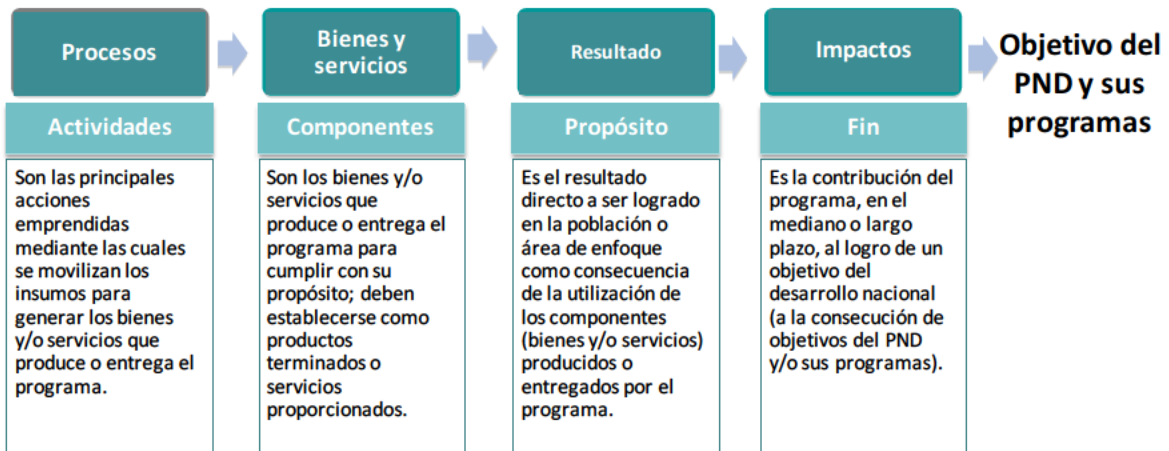 Procesos
Bienes y
servicios
Resultado
Impactos
Objetivo del
PND y sus
programas
Actividades
Componentes
Propósito
Fin
Son las principales
acciones
emprendidas
mediante las cuales
se movilizan los
insumos para
generar los bienes
y/o servicios que
produce o entrega el
programa.
Son los bienes y/o
servicios que
produce o entrega el
programa para
cumplir con su
propósito; deben
establecerse como
productos
terminados o
servicios
proporcionados.
Es el resultado
directo a ser logrado
en la población o
área de enfoque
como consecuencia
de la utilización de
los componentes
(bienes y/o servicios)
producidos o
entregados por el
programa.
Es la contribución del
programa, en el
mediano o largo
plazo, al logro de un
objetivo del
desarrollo nacional
(a la consecución de
objetivos del PND
y/o sus programas).